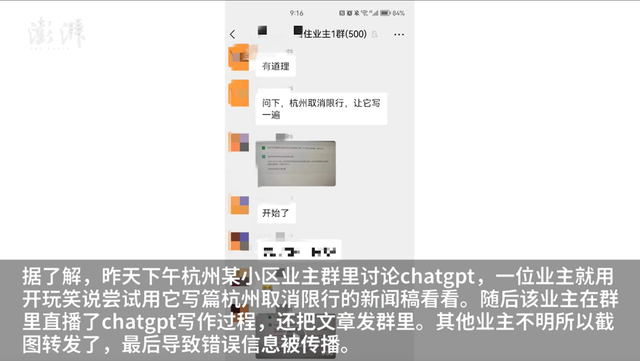 澎湃
9:16
84%
住业主1群(500)
有道理
问下，杭州取消限行，让它写
一遍
开始了
据了解，昨天下午杭州某小区业主群里讨论chatgpt，一位业主就用
开玩笑说尝试用它写篇杭州取消限行的新闻稿看看。随后该业主在群
里直播了chatgpt写作过程，还把文章发群里。其他业主不明所以截
图转发了，最后导致错误信息被传播。